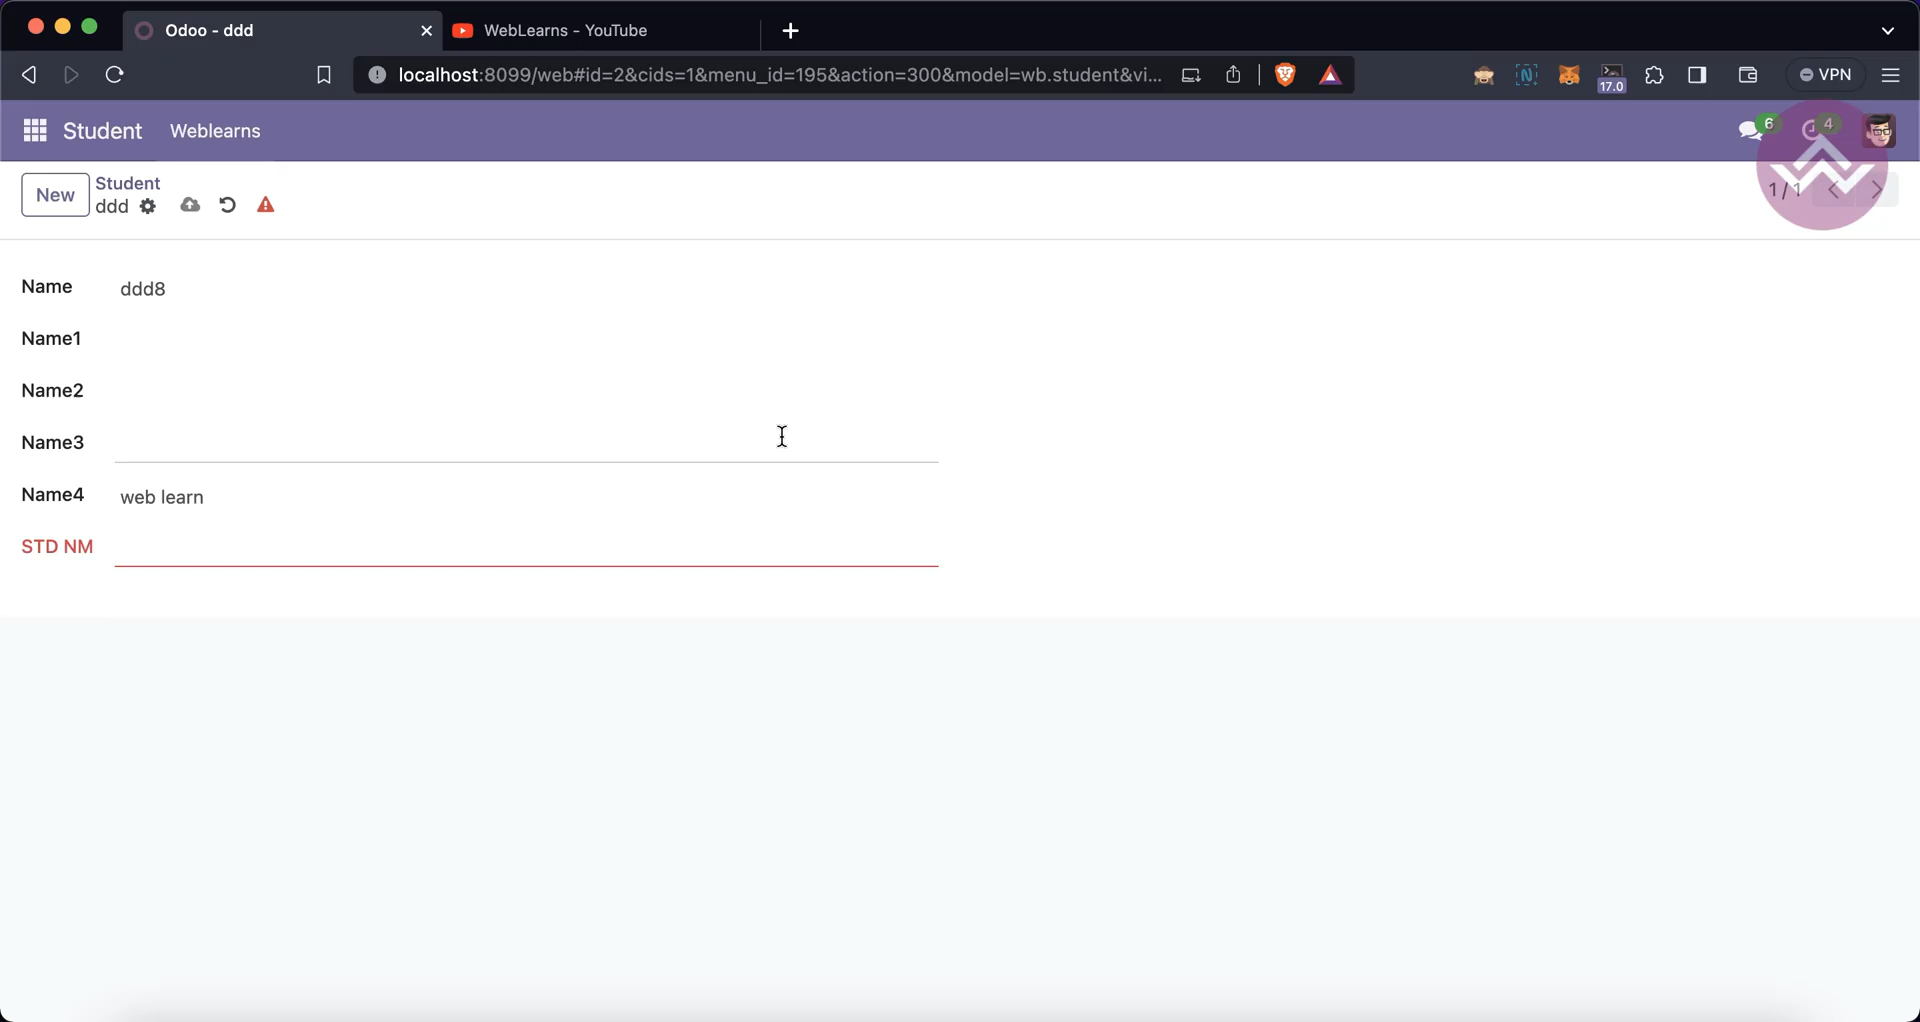 Odoo - ddd
WebLearns - YouTube
localhost:8099/web#id=2&cids=1&menu_id=195&action=300&model=wb.student&vi...
17.0
VPN
Student
Weblearns
6
4
New
Student
ddd
1 / 1
Name
ddd8
Name1
Name2
Name3
Name4
web learn
STD NM